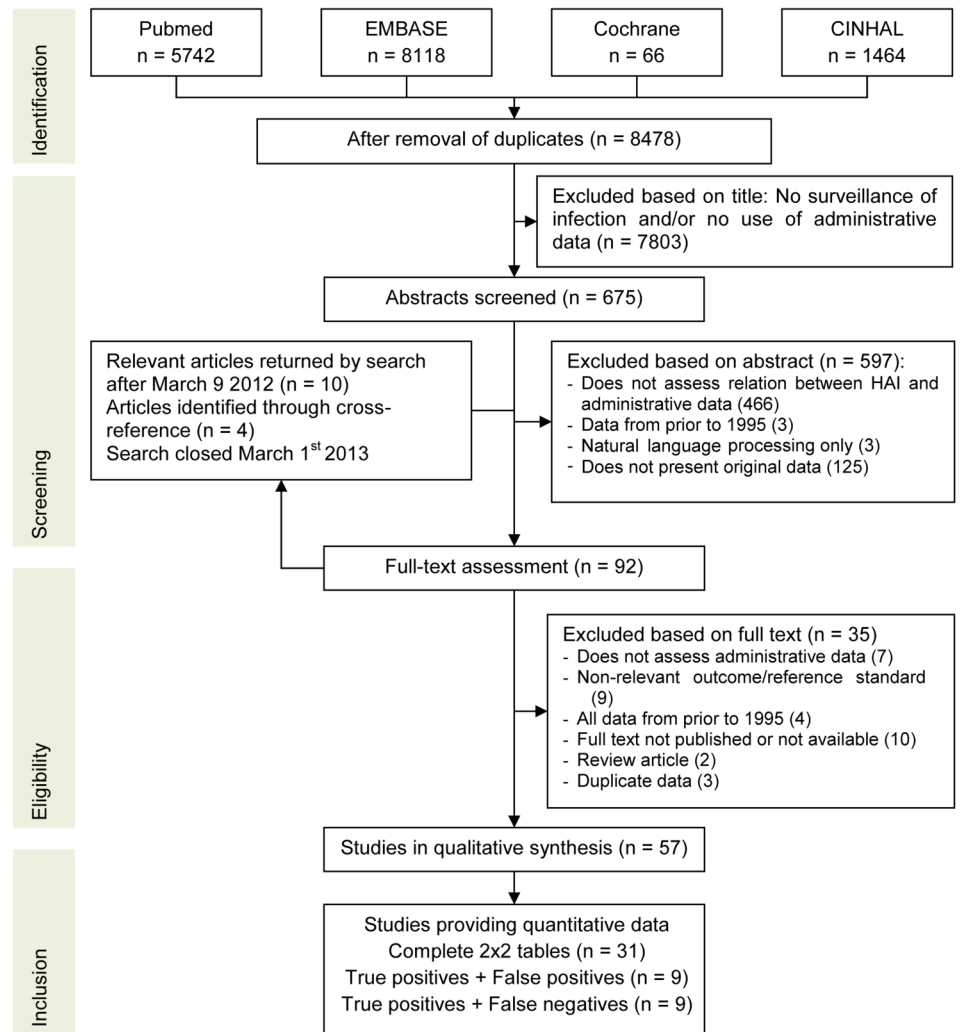 Identification
Pubmed
n = 5742
EMBASE
n = 8118
Cochrane
n = 66
CINHAL
n = 1464
After removal of duplicates (n = 8478)
Screening
Excluded based on title: No surveillance of
infection and/or no use of administrative
data (n = 7803)
Abstracts screened (n = 675)
Relevant articles returned by search
after March 9 2012 (n = 10)
Articles identified through cross-
reference (n = 4)
Search closed March 1st 2013
Excluded based on abstract (n = 597):
- Does not assess relation between HAI and
administrative data (466)
- Data from prior to 1995 (3)
- Natural language processing only (3)
- Does not present original data (125)
Full-text assessment (n = 92)
Eligibility
Excluded based on full text (n = 35)
- Does not assess administrative data (7)
- Non-relevant outcome/reference standard
(9)
- All data from prior to 1995 (4)
- Full text not published or not available (10)
- Review article (2)
- Duplicate data (3)
Studies in qualitative synthesis (n = 57)
Inclusion
Studies providing quantitative data
Complete 2x2 tables (n = 31)
True positives + False positives (n = 9)
True positives + False negatives (n = 9)